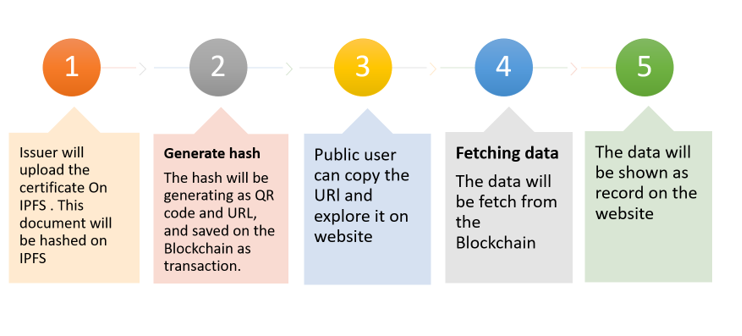 1
2
3
4
5
Issuer will
upload the
certificate On
IPFS . This
document will
be hashed on
IPFS
Generate hash
The hash will be
generating as QR
code and URL,
and saved on the
Blockchain as
transaction.
Public user
can copy the
URl and
explore it on
website
Fetching data
The data will
be fetch from
the
Blockchain
The data will
be shown as
record on the
website